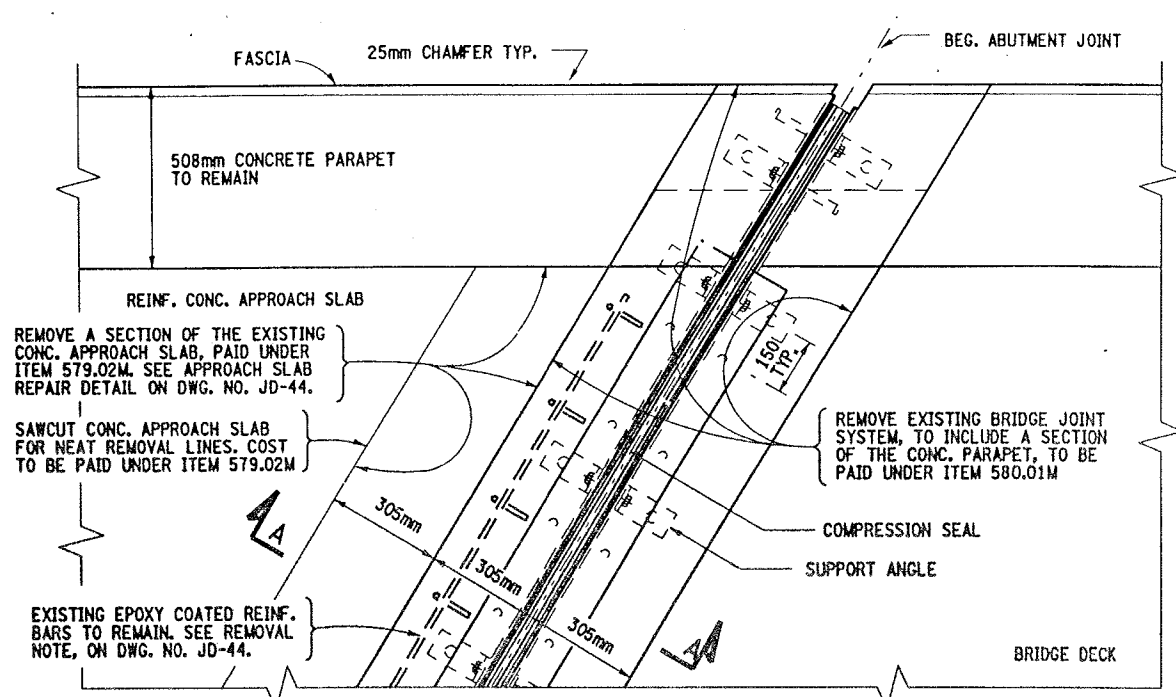 BEG. ABUTMENT JOINT
FASCIA
25mm CHAMFER TYP.
508mm CONCRETE PARAPET
TO REMAIN
REINF. CONC. APPROACH SLAB
REMOVE A SECTION OF THE EXISTING
CONC. APPROACH SLAB, PAID UNDER
ITEM 579.02M. SEE APPROACH SLAB
REPAIR DETAIL ON DWG. NO. JD-44.
150
TYP.
SAWCUT CONC. APPROACH SLAB
FOR NEAT REMOVAL LINES. COST
TO BE PAID UNDER ITEM 579.02M
REMOVE EXISTING BRIDGE JOINT
SYSTEM, TO INCLUDE A SECTION
OF THE CONC. PARAPET, TO BE
PAID UNDER ITEM 580.01M
A
305mm
COMPRESSION SEAL
305mm
SUPPORT ANGLE
EXISTING EPOXY COATED REINF.
BARS TO REMAIN. SEE REMOVAL
NOTE, ON DWG. NO. JD-44.
305mm
A
BRIDGE DECK